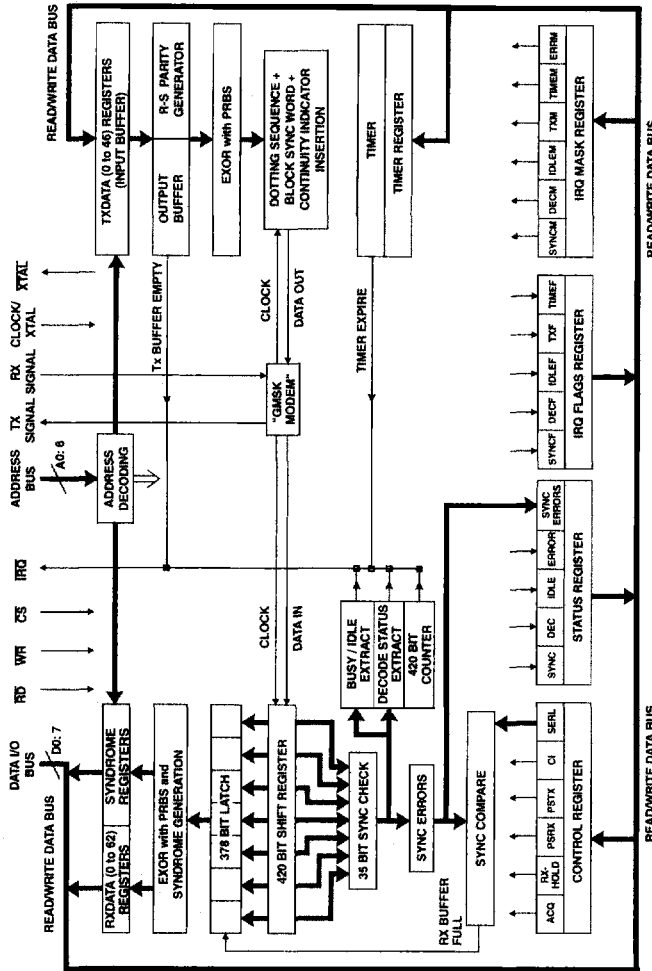 DATA I/O
BUS
D0: 7
RD
WR
CS
IRQ
ADDRESS
BUS
A0: 6
TX
SIGNAL
RX
SIGNAL
CLOCK/
XTAL
XTAL
READ/WRITE DATA BUS
READ/WRITE DATA BUS
RXDATA (0 to 62)
REGISTERS
SYNDROME
REGISTERS
ADDRESS
DECODING
TXDATA (0 to 46) REGISTERS
(INPUT BUFFER)
EXOR with PRBS and
SYNDROME GENERATION
Tx BUFFER EMPTY
OUTPUT
BUFFER
R-S PARITY
GENERATOR
378 BIT LATCH
EXOR with PRBS
420 BIT SHIFT REGISTER
CLOCK
DATA IN
"GMSK
MODEM"
CLOCK
DATA OUT
DOTTING SEQUENCE +
BLOCK SYNC WORD +
CONTINUITY INDICATOR
INSERTION
35 BIT SYNC CHECK
BUSY / IDLE
EXTRACT
DECODE STATUS
EXTRACT
420 BIT
COUNTER
TIMER EXPIRE
TIMER
TIMER REGISTER
SYNC ERRORS
RX BUFFER
FULL
SYNC COMPARE
ACQ
RX-
HOLD
PSRX
PSTX
CI
SERL
CONTROL REGISTER
SYNC
DEC
IDLE
ERROR
SYNC
ERRORS
STATUS REGISTER
SYNCF
DECF
IDLEF
TXF
TIMEF
IRQ FLAGS REGISTER
SYNCM
DECM
IDLEM
TXM
TIMEM
ERRM
IRQ MASK REGISTER
READ/WRITE DATA BUS
READ/WRITE DATA BUS